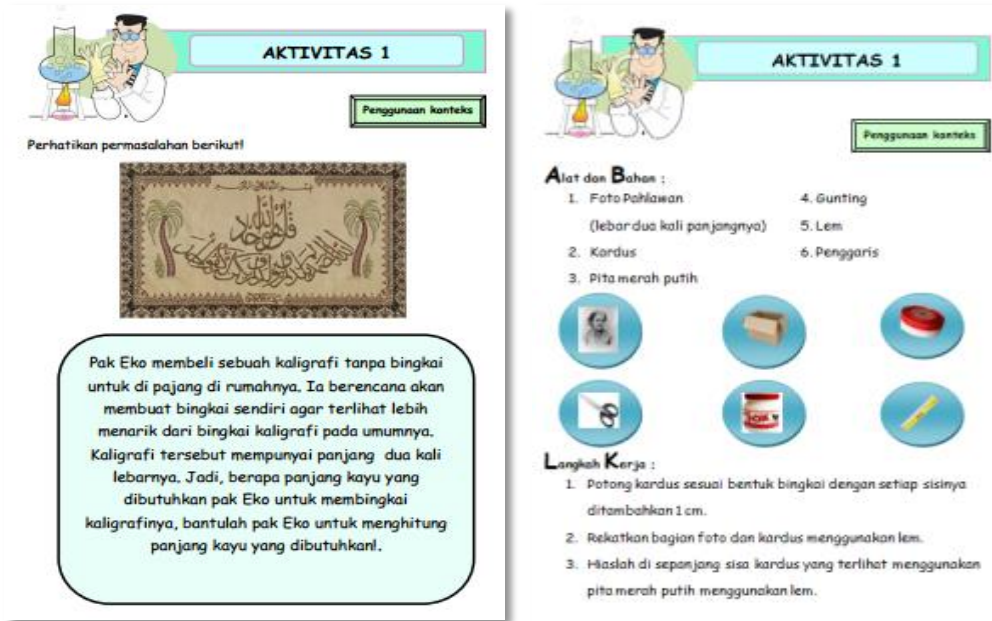 AKTIVITAS 1
Penggunaan konteks
Perhatikan permasalahan berikut!
Pak Eko membeli sebuah kaligrafi tanpa bingkai
untuk di pajang di rumahnya. Ia berencana akan
membuat bingkai sendiri agar terlihat lebih
menarik dari bingkai kaligrafi pada umumnya.
Kaligrafi tersebut mempunyai panjang dua kali
lebarnya. Jadi, berapa panjang kayu yang
dibutuhkan pak Eko untuk membingkai
kaligrafinya, bantulah pak Eko untuk menghitung
panjang kayu yang dibutuhkan!.
AKTIVITAS 1
Penggunaan konteks
Alat dan Bahan :
1. Foto Pahlawan
(lebar dua kali panjangnya)
2. Kardus
3. Pita merah putih
4. Gunting
5. Lem
6. Penggaris
Langkah Kerja :
1. Potong kardus sesuai bentuk bingkai dengan setiap sisinya
ditambahkan 1 cm.
2. Rekatkan bagian foto dan kardus menggunakan lem.
3. Hiaslah di sepanjang sisa kardus yang terlihat menggunakan
pita merah putih menggunakan lem.